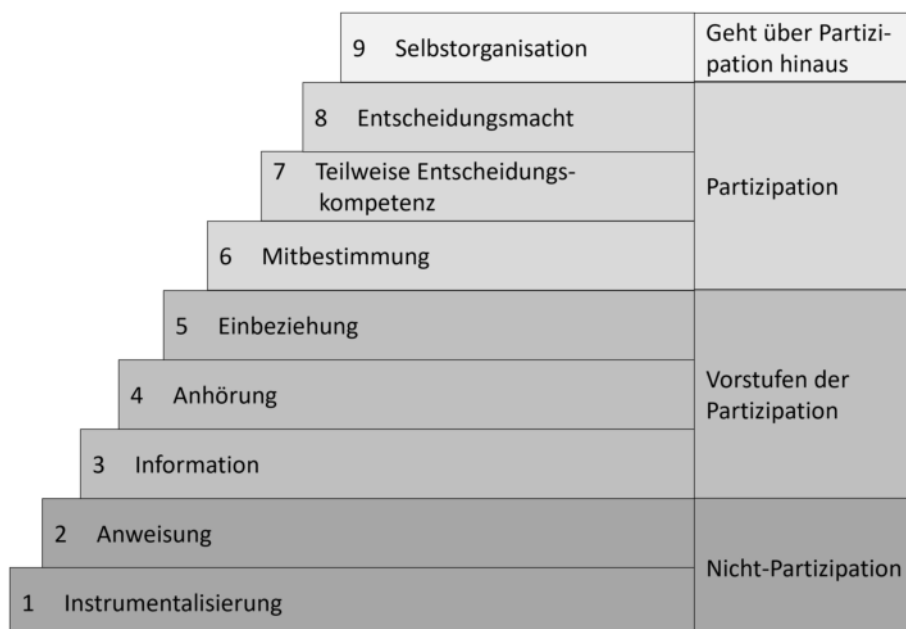 9 Selbstorganisation
Geht über Partizi-
pation hinaus
8 Entscheidungsmacht
7 Teilweise Entscheidungs-
kompetenz
Partizipation
6 Mitbestimmung
5 Einbeziehung
4 Anhörung
Vorstufen der
Partizipation
3 Information
2 Anweisung
Nicht-Partizipation
1 Instrumentalisierung